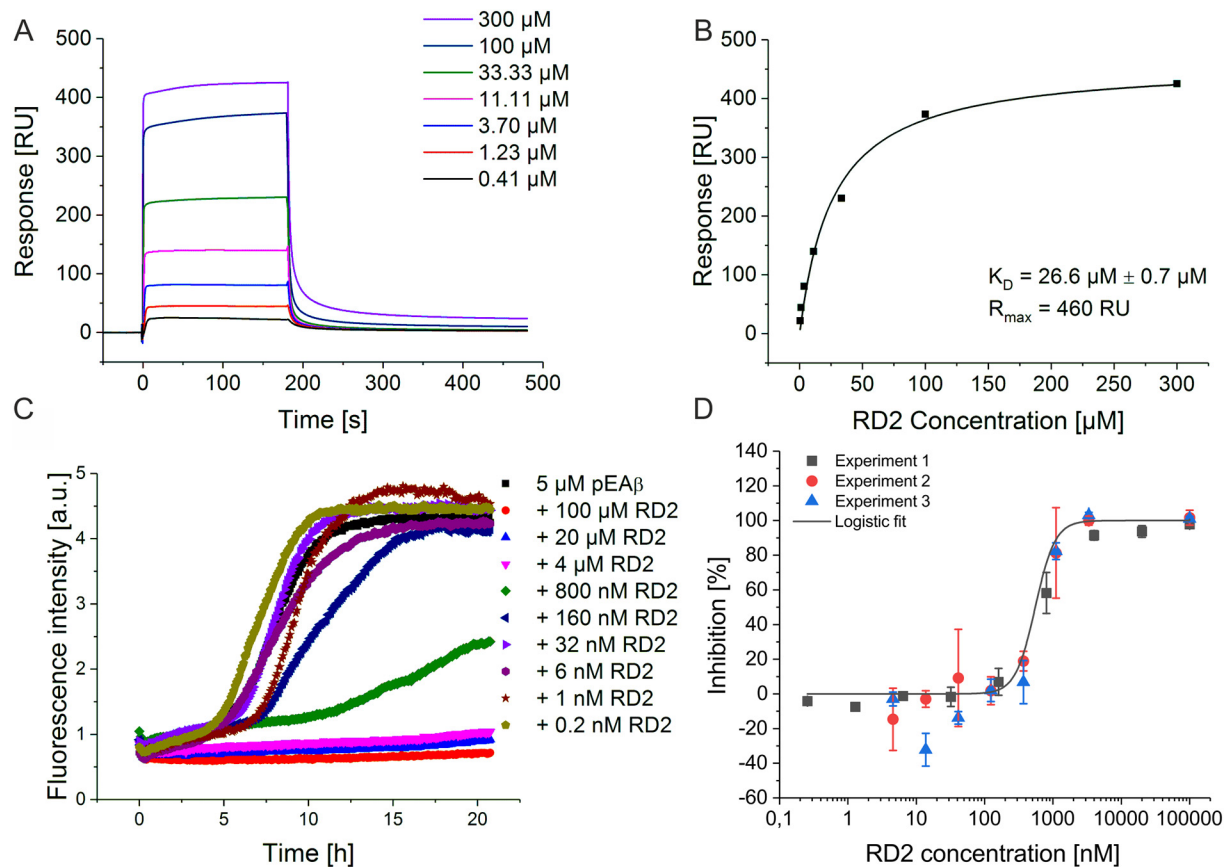 A
Response [RU]
500
400
300
200
100
0
0
100
200
300
400
500
Time [s]
300 µM
100 µM
33.33 µM
11.11 µM
3.70 µM
1.23 µM
0.41 µM
B
Response [RU]
500
400
300
200
100
0
0
50
100
150
200
250
300
RD2 Concentration [µM]
K_D = 26.6 µM ± 0.7 µM
R_max = 460 RU
C
Fluorescence intensity [a.u.]
5
4
3
2
1
0
0
5
10
15
20
Time [h]
5 µM pEAβ
+ 100 µM RD2
+ 20 µM RD2
+ 4 µM RD2
+ 800 nM RD2
+ 160 nM RD2
+ 32 nM RD2
+ 6 nM RD2
+ 1 nM RD2
+ 0.2 nM RD2
D
Inhibition [%]
140
120
100
80
60
40
20
0
-20
-40
-60
0,1
1
10
100
1000
10000
100000
RD2 concentration [nM]
Experiment 1
Experiment 2
Experiment 3
Logistic fit